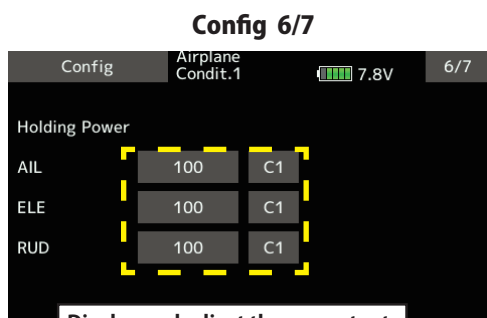 Config 6/7
Config Airplane Condit.1 7.8V 6/7
Holding Power
AIL 100 C1
ELE 100 C1
RUD 100 C1